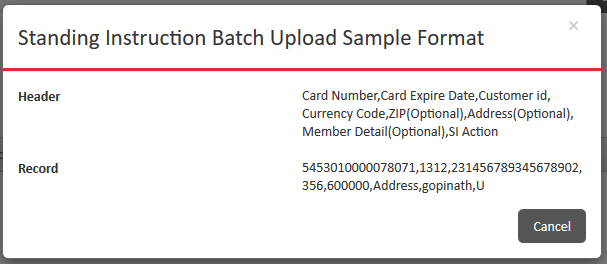 Standing Instruction Batch Upload Sample Format
×
Header
Card Number,Card Expire Date,Customer id,
Currency Code,ZIP(Optional),Address(Optional),
Member Detail(Optional),SI Action
Record
5453010000078071,1312,231456789345678902,
356,600000,Address,gopinath,U
Cancel